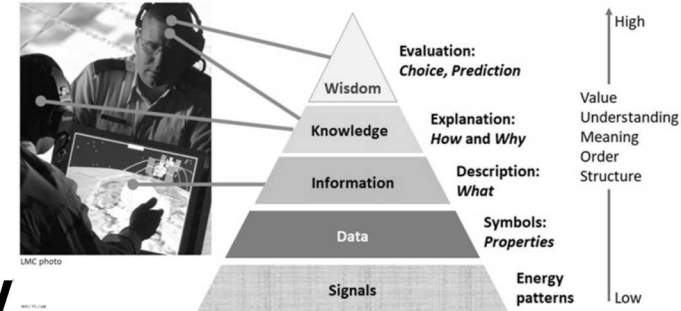 High
Evaluation:
Choice, Prediction
Wisdom
Value
Understanding
Meaning
Order
Structure
Explanation:
How and Why
Knowledge
Description:
What
Information
Symbols:
Properties
Data
LMC photo
Energy
patterns
Signals
Low